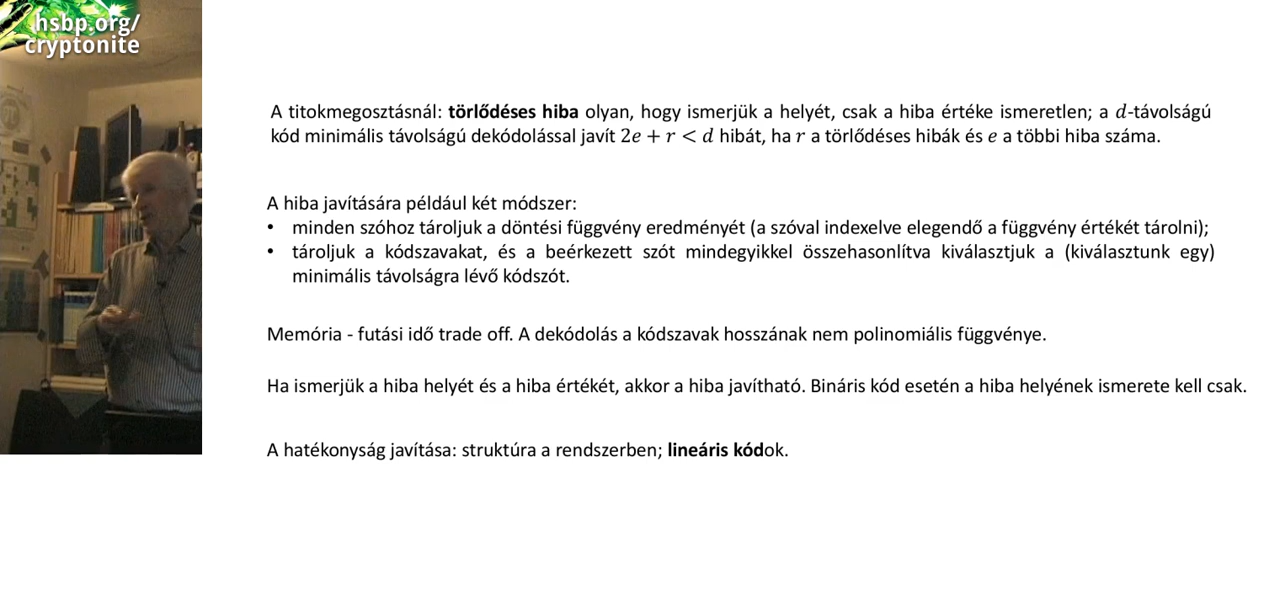 hsbp.org/
cryptonite
A titokmegosztásnál: törlődéses hiba olyan, hogy ismerjük a helyét, csak a hiba értéke ismeretlen; a d-távolságú
kód minimális távolságú dekódolással javít 2e + r < d hibát, ha r a törlődéses hibák és e a többi hiba száma.
A hiba javítására például két módszer:
• minden szóhoz tároljuk a döntési függvény eredményét (a szóval indexelve elegendő a függvény értékét tárolni);
• tároljuk a kódszavakat, és a beérkezett szót mindegyikkel összehasonlítva kiválasztjuk a (kiválasztunk egy)
minimális távolságra lévő kódszót.
Memória - futási idő trade off. A dekódolás a kódszavak hosszának nem polinomiális függvénye.
Ha ismerjük a hiba helyét és a hiba értékét, akkor a hiba javítható. Bináris kód esetén a hiba helyének ismerete kell csak.
A hatékonyság javítása: struktúra a rendszerben; lineáris kódok.